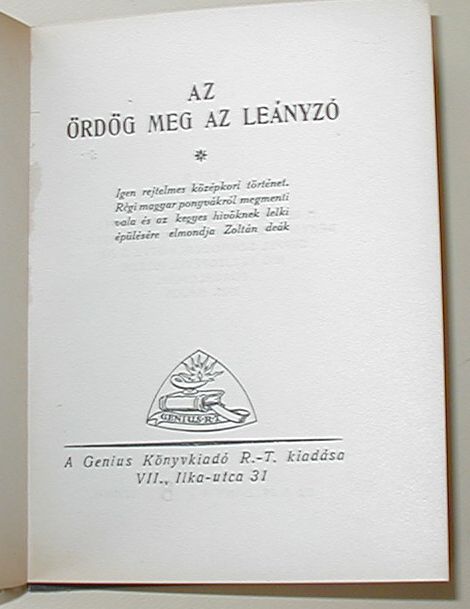 AZ
ÖRDÖG MEG AZ LEÁNYZÓ
*
Igen rejtelmes középkori történet.
Régi magyar ponyvákról megmenti
vala és az kegyes hivőknek lelki
épülésére elmondja Zoltán deák
GENIUS-R-T.
A Genius Könyvkiadó R.-T. kiadása
VII., Ilka-utca 31